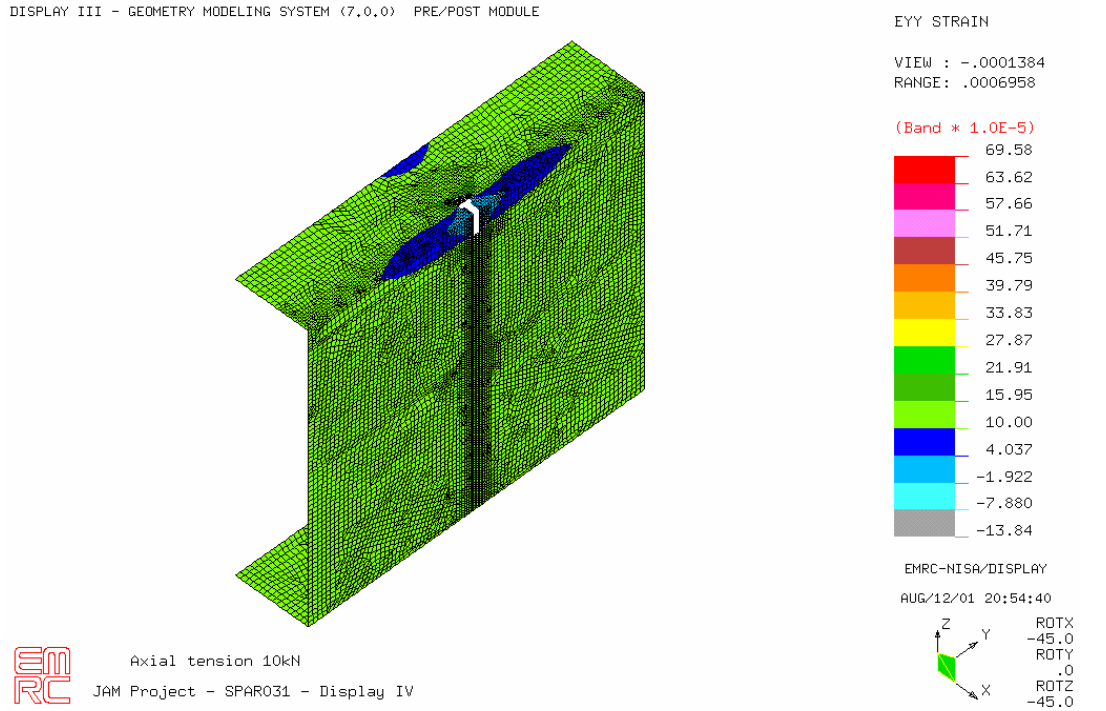 DISPLAY III - GEOMETRY MODELING SYSTEM (7.0.0) PRE/POST MODULE
EYY STRAIN
VIEW : -.0001384
RANGE: .0006958
(Band * 1.0E-5)
69.58
63.62
57.66
51.71
45.75
39.79
33.83
27.87
21.91
15.95
10.00
4.037
-1.922
-7.880
-13.84
EMRC-NISA/DISPLAY
AUG/12/01 20:54:40
Z
Y
X
ROTX
-45.0
ROTY
.0
ROTZ
-45.0
EM
RC
Axial tension 10kN
JAM Project - SPAR031 - Display IV